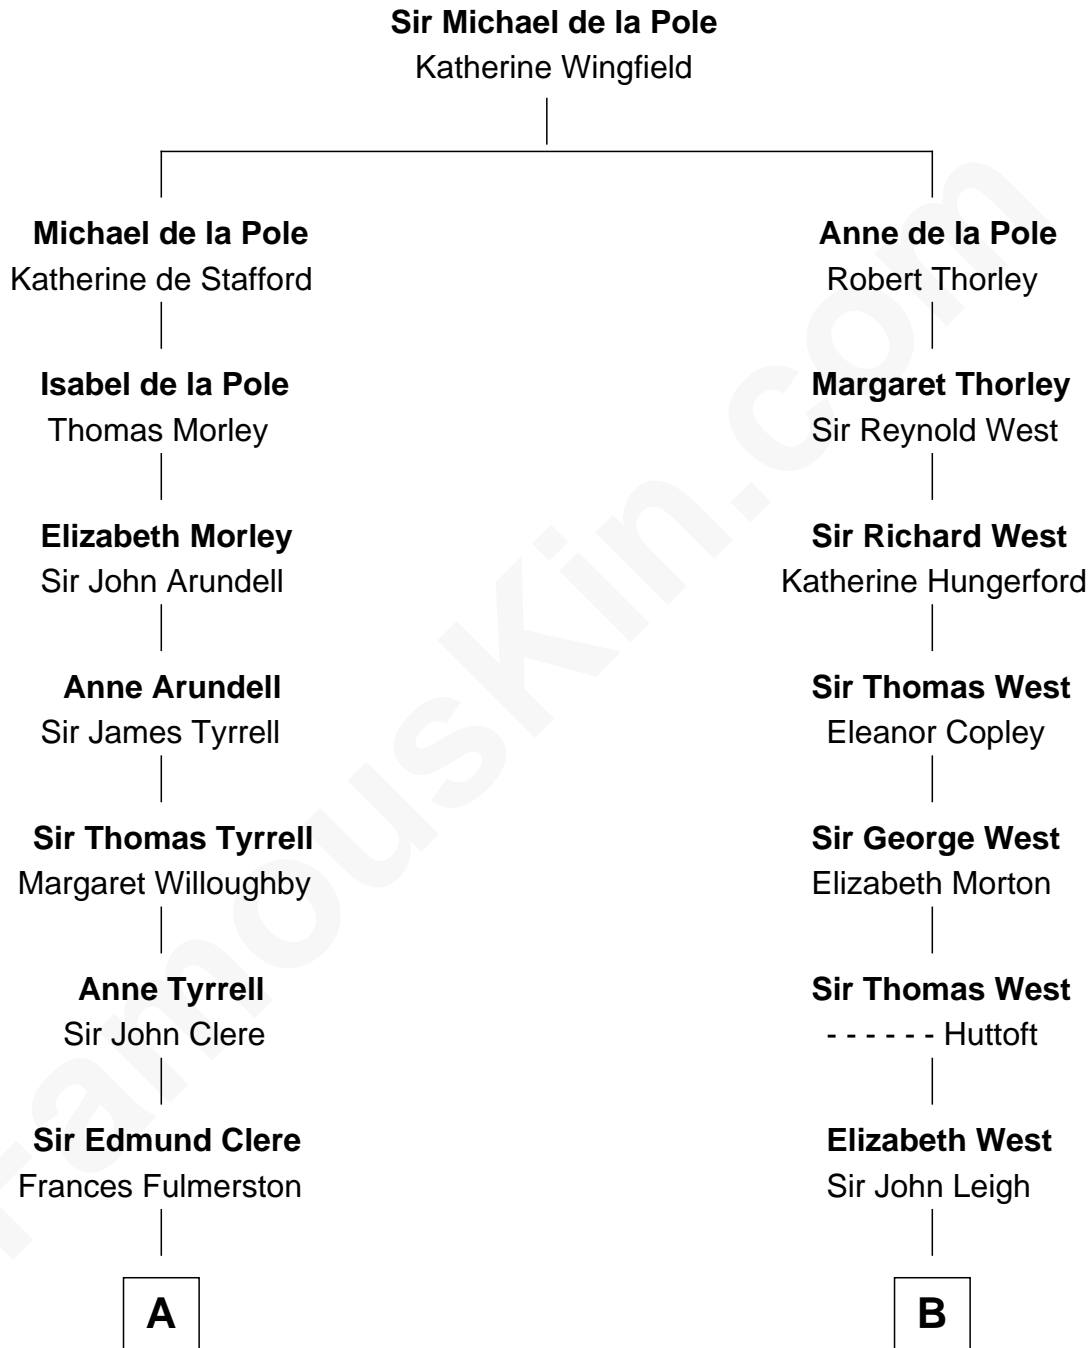 Sir Michael de la Pole
Katherine Wingfield
Michael de la Pole
Katherine de Stafford
Anne de la Pole
Robert Thorley
Isabel de la Pole
Thomas Morley
Margaret Thorley
Sir Reynold West
Elizabeth Morley
Sir John Arundell
Sir Richard West
Katherine Hungerford
Anne Arundell
Sir James Tyrrell
Sir Thomas West
Eleanor Copley
Sir Thomas Tyrrell
Margaret Willoughby
Sir George West
Elizabeth Morton
Anne Tyrrell
Sir John Clere
Sir Thomas West
- - - - - - Huttoft
Sir Edmund Clere
Frances Fulmerston
Elizabeth West
Sir John Leigh
A
B
FamousKin.com